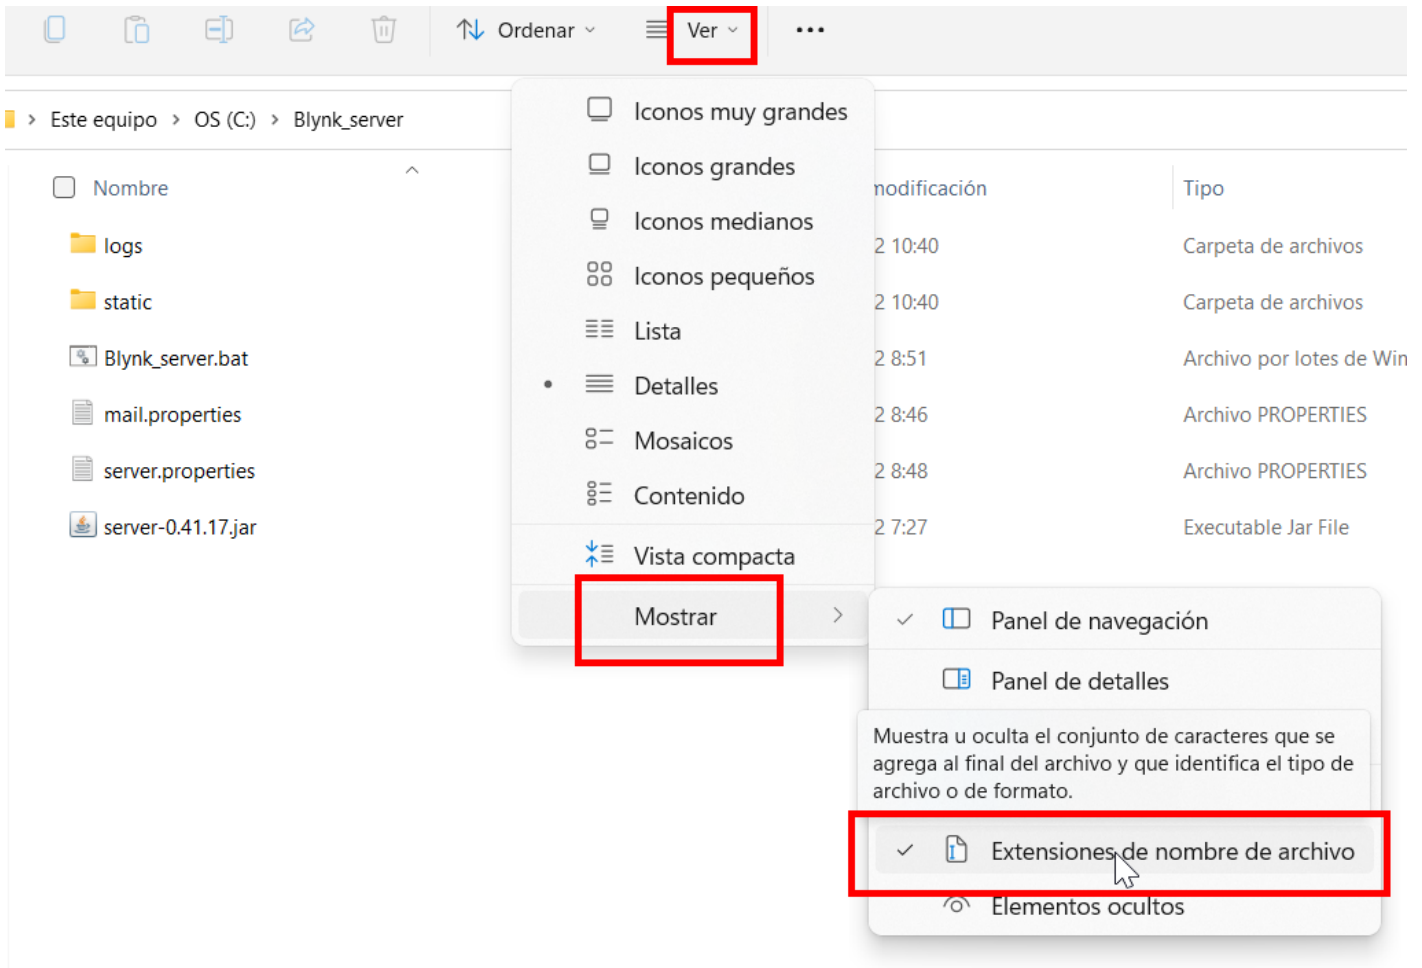 Ordenar
Ver
Este equipo > OS (C:) > Blynk_server
Nombre
modificación
Tipo
logs
2 10:40
Carpeta de archivos
static
2 10:40
Carpeta de archivos
Blynk_server.bat
2 8:51
Archivo por lotes de Win
mail.properties
2 8:46
Archivo PROPERTIES
server.properties
2 8:48
Archivo PROPERTIES
server-0.41.17.jar
2 7:27
Executable Jar File
Iconos muy grandes
Iconos grandes
Iconos medianos
Iconos pequeños
Lista
Detalles
Mosaicos
Contenido
Vista compacta
Mostrar
Panel de navegación
Panel de detalles
Muestra u oculta el conjunto de caracteres que se
agrega al final del archivo y que identifica el tipo de
archivo o de formato.
Extensiones de nombre de archivo
Elementos ocultos